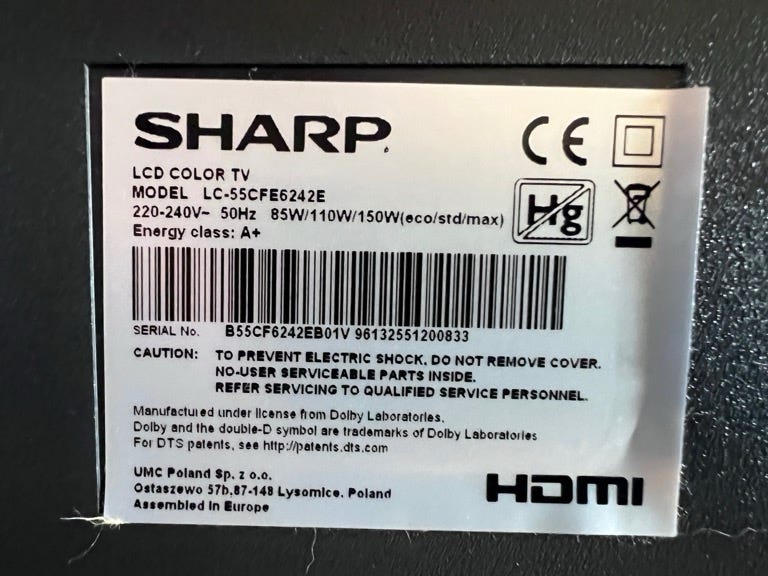 SHARP
CE
LCD COLOR TV
MODEL LC-55CFE6242E
220-240V~ 50Hz 85W/110W/150W(eco/std/max)
Hg
Energy class: A+
SERIAL No. B55CF6242EB01V 96132551200833
CAUTION: TO PREVENT ELECTRIC SHOCK, DO NOT REMOVE COVER.
NO-USER SERVICEABLE PARTS INSIDE.
REFER SERVICING TO QUALIFIED SERVICE PERSONNEL.
Manufactured under license from Dolby Laboratories.
Dolby and the double-D symbol are trademarks of Dolby Laboratories
For DTS patents, see http://patents.dts.com
UMC Poland Sp. z o.o.
Ostaszewo 57b,87-148 Lysomice, Poland
Assembled in Europe
HDMI